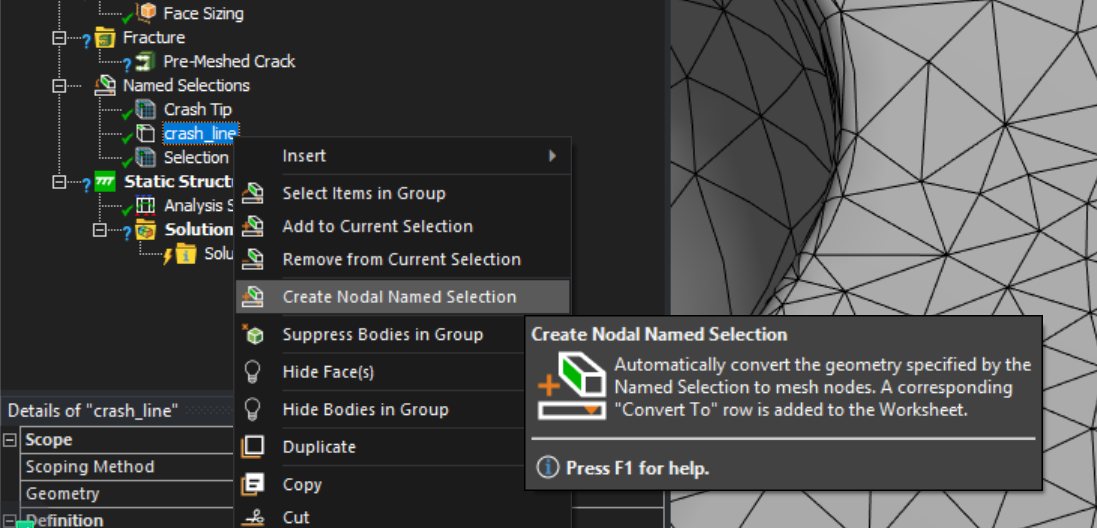 Face Sizing
Fracture
Pre-Meshed Crack
Named Selections
Crash Tip
crash_line
Selection
Static Struct
Analysis S
Solution
Solu
Insert
Select Items in Group
Add to Current Selection
Remove from Current Selection
Create Nodal Named Selection
Suppress Bodies in Group
Hide Face(s)
Hide Bodies in Group
Duplicate
Copy
Cut
Create Nodal Named Selection
Automatically convert the geometry specified by the
Named Selection to mesh nodes. A corresponding
"Convert To" row is added to the Worksheet.
Press F1 for help.
Details of "crash_line"
Scope
Scoping Method
Geometry
Definition